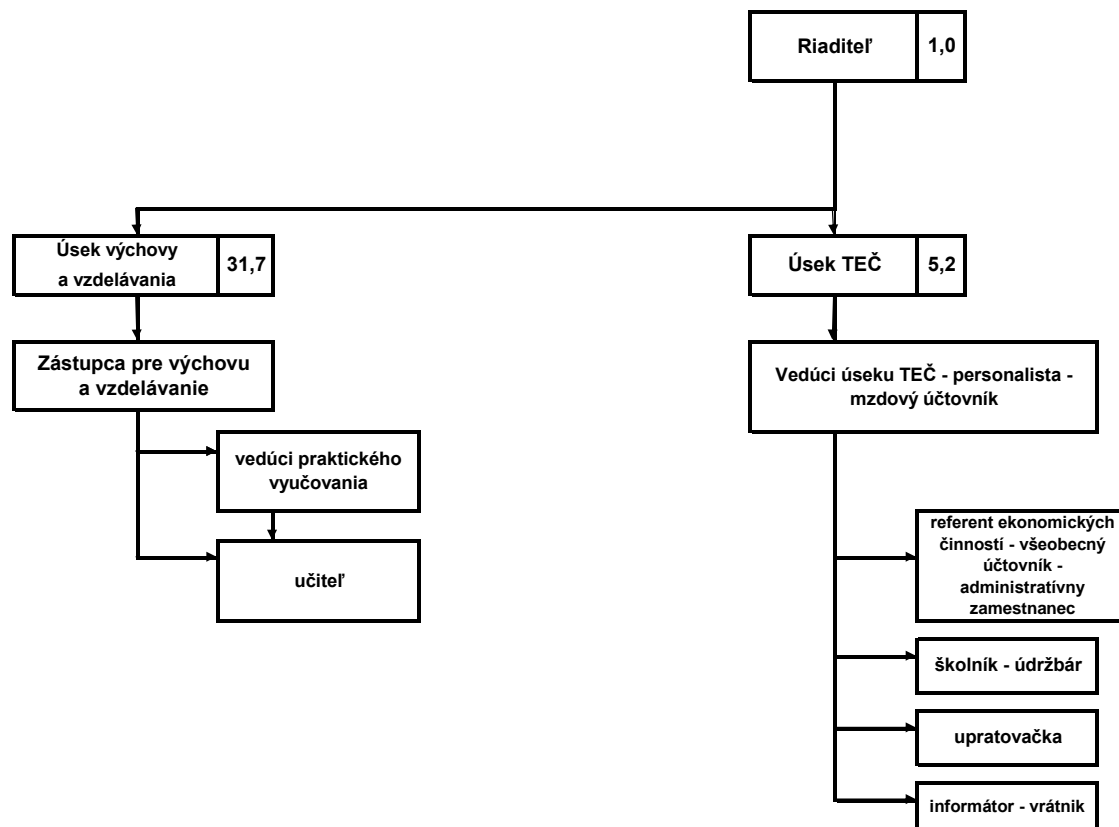 Riaditeľ 1,0
Úsek výchovy
a vzdelávania
31,7
Úsek TEČ 5,2
Zástupca pre výchovu
a vzdelávanie
Vedúci úseku TEČ - personalista -
mzdový účtovník
vedúci praktického
vyučovania
učiteľ
referent ekonomických
činností - všeobecný
účtovník -
administratívny
zamestnanec
školník - údržbár
upratovačka
informátor - vrátnik